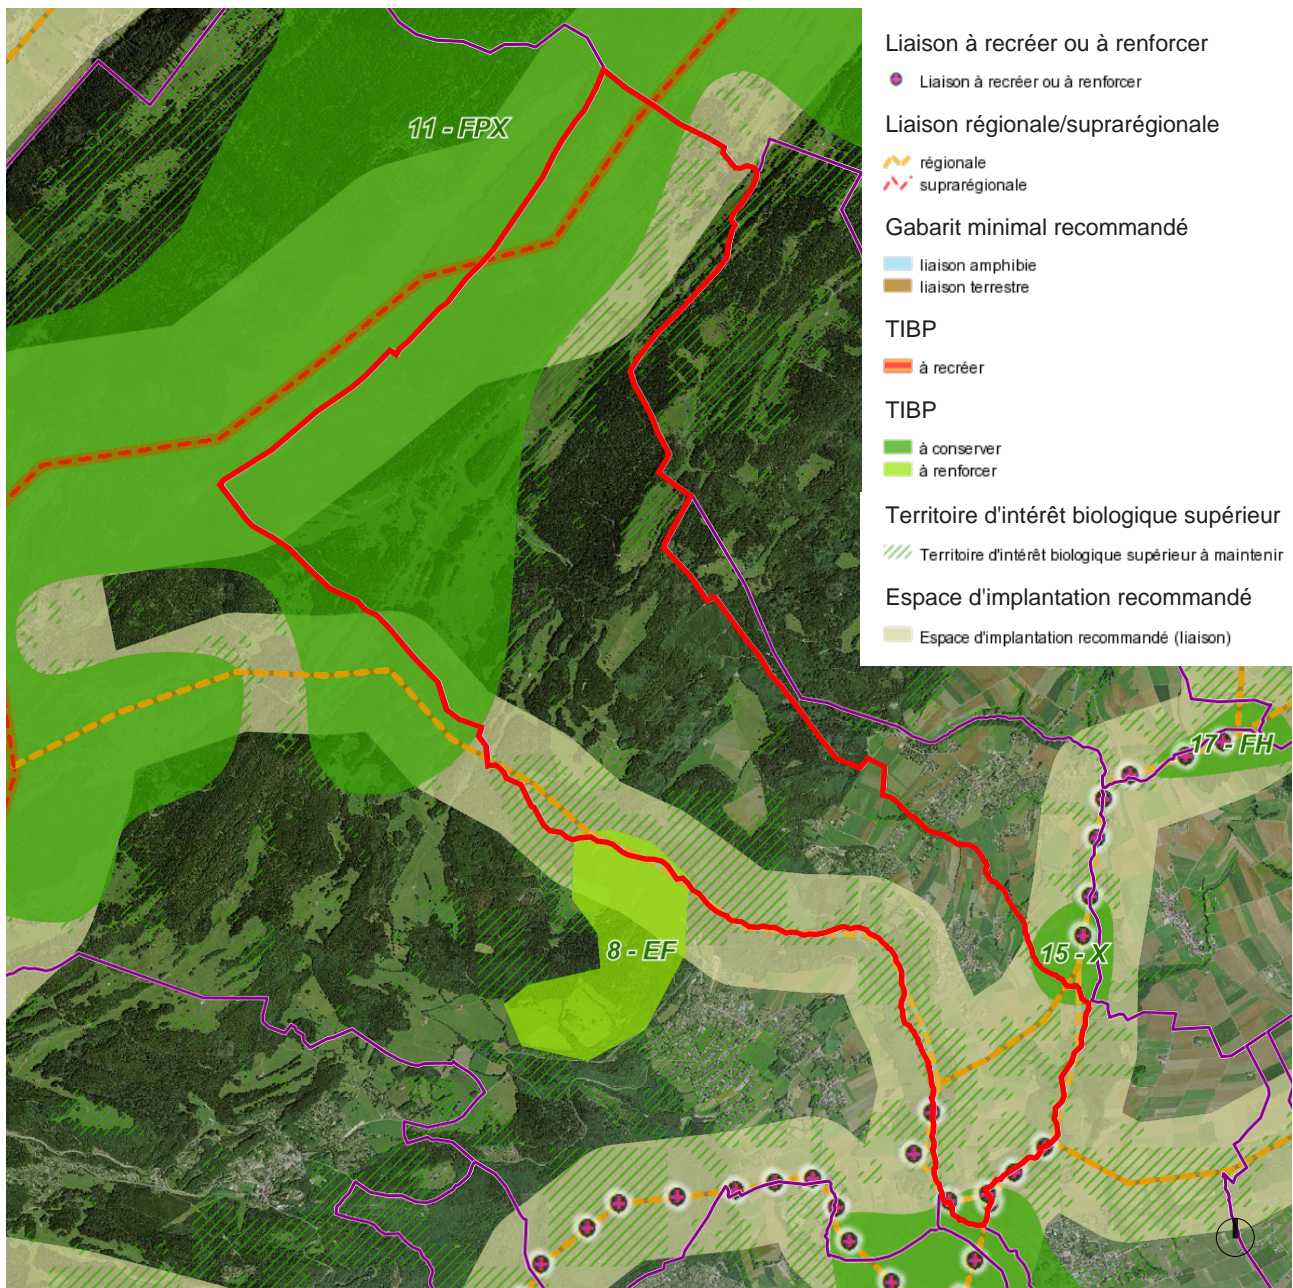 Liaison à recréer ou à renforcer
Liaison à recréer ou à renforcer
Liaison régionale/suprarégionale
régionale
suprarégionale
Gabarit minimal recommandé
liaison amphibie
liaison terrestre
TIBP
à recréer
TIBP
à conserver
à renforcer
Territoire d'intérêt biologique supérieur
Territoire d'intérêt biologique supérieur à maintenir
Espace d'implantation recommandé
Espace d'implantation recommandé (liaison)
11 - FPX
17 - FH
15 - X
8 - EF